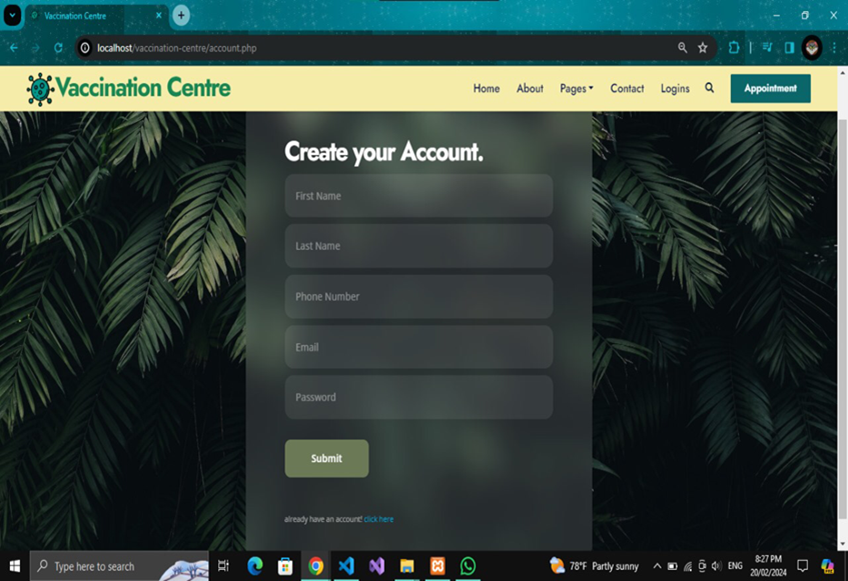 Vaccination Centre
localhost/vaccination-centre/account.php
Vaccination Centre
Home About Pages Contact Logins Appointment
Create your Account.
First Name
Last Name
Phone Number
Email
Password
Submit
already have an account! click here
Type here to search
78°F Partly sunny
ENG
8:27 PM
20/02/2024